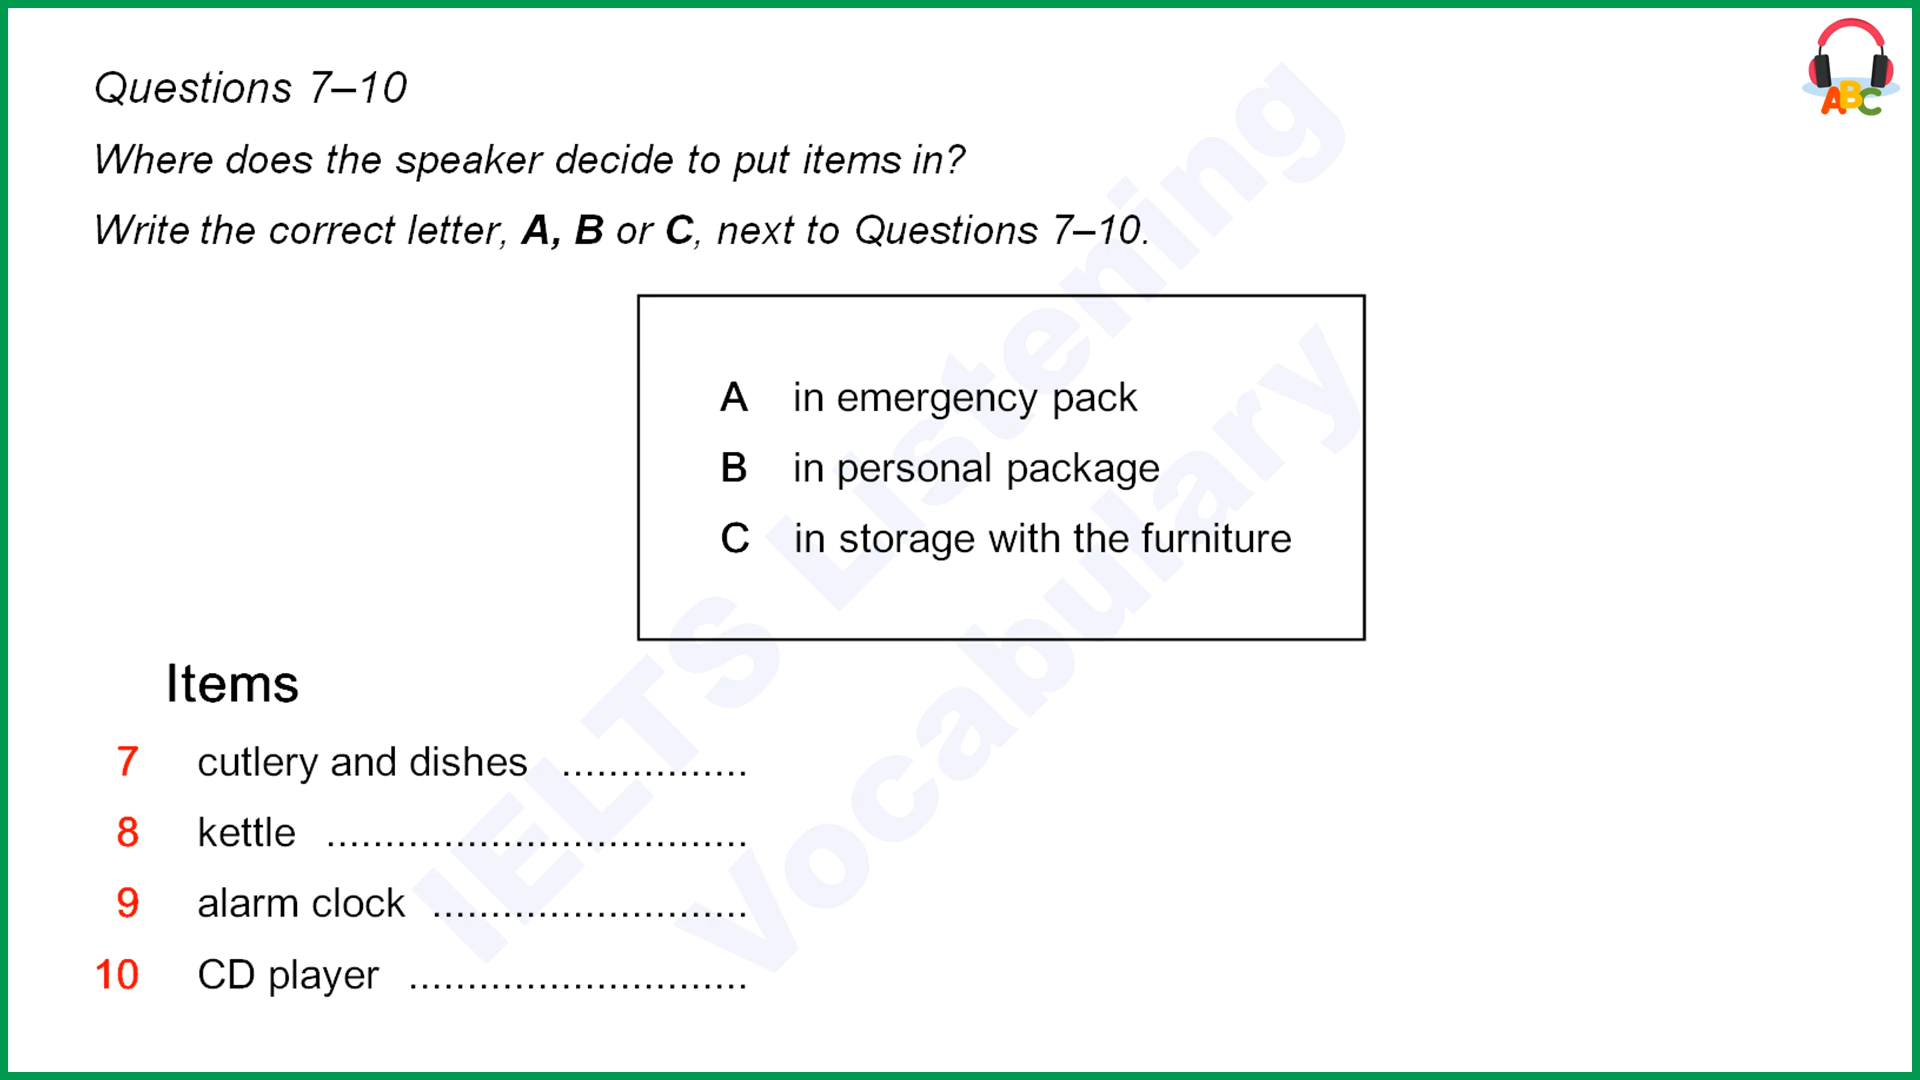 Questions 7–10
Where does the speaker decide to put items in?
Write the correct letter, A, B or C, next to Questions 7–10.
A in emergency pack
B in personal package
C in storage with the furniture
Items
7 cutlery and dishes ................
8 kettle ....................................
9 alarm clock ...........................
10 CD player .............................
IELTS Listening
Vocabulary
ABC